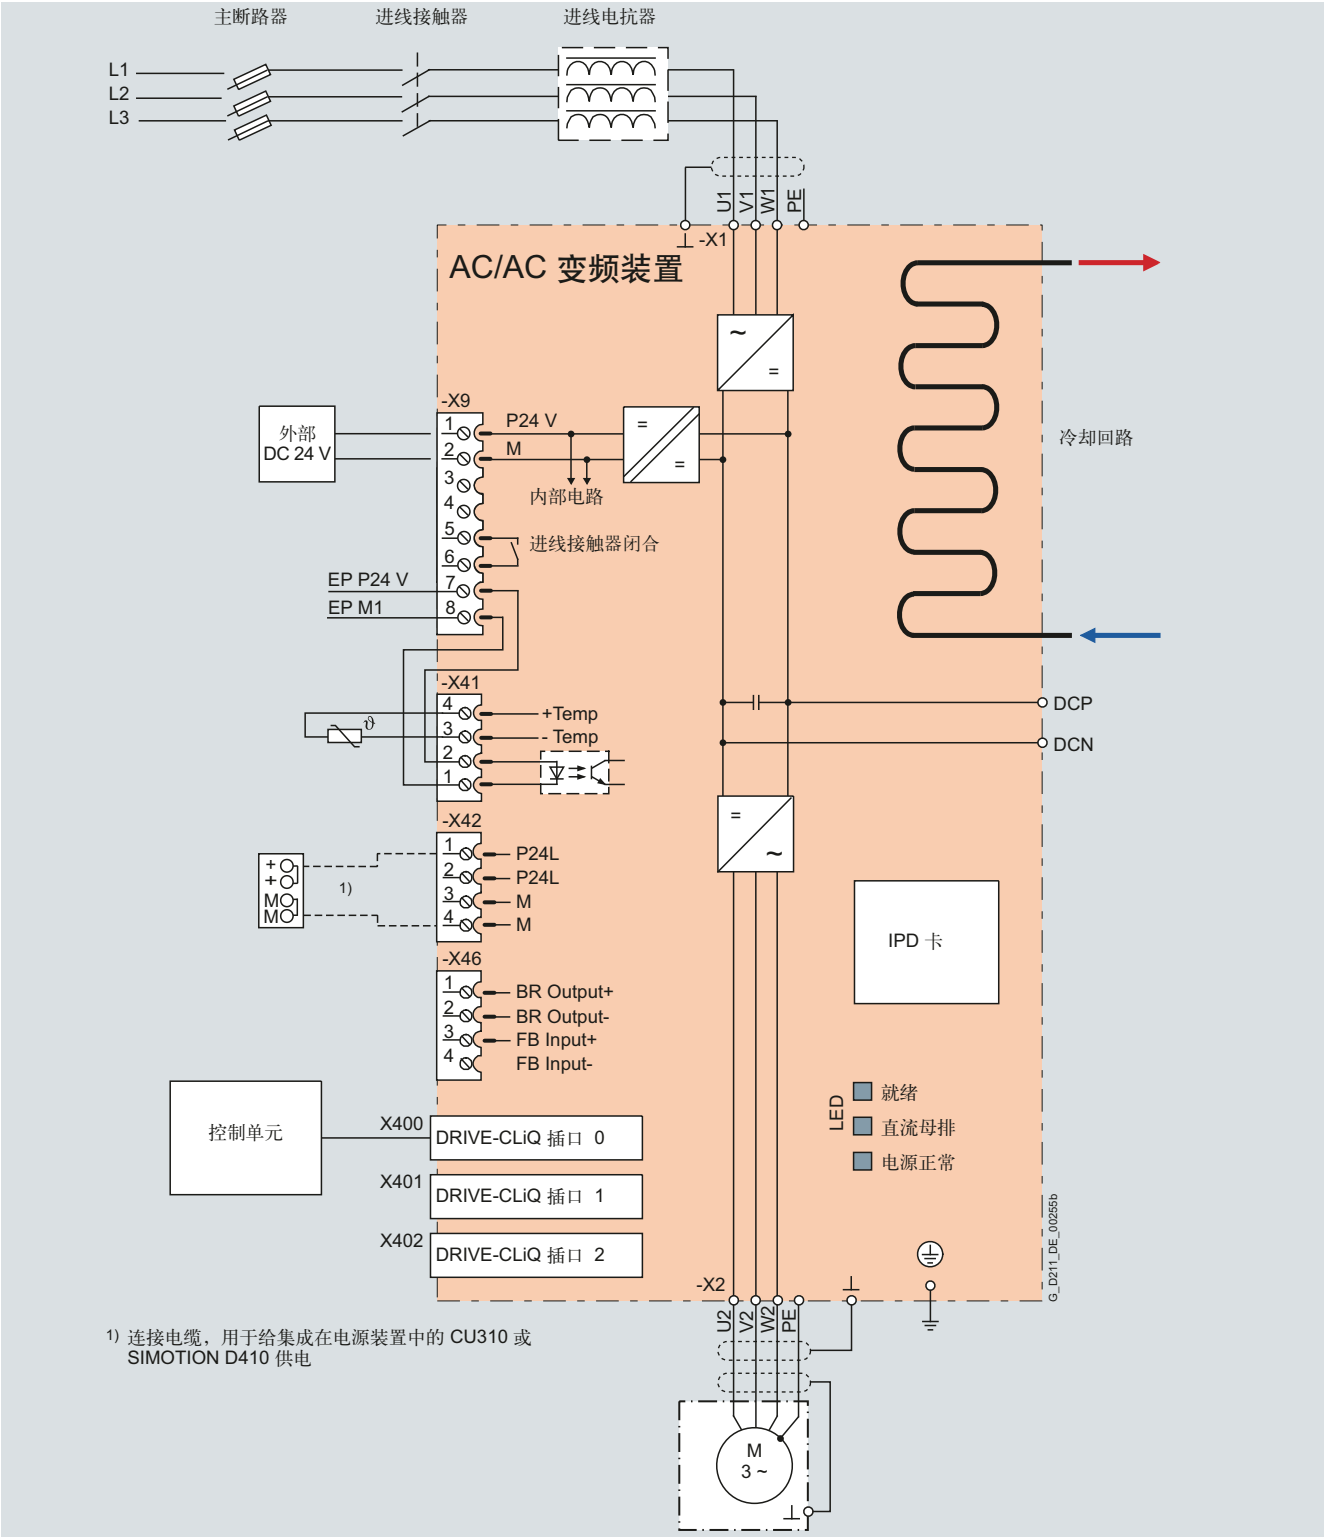 主断路器 进线接触器 进线电抗器
L1
L2
L3
U1 V1 W1 PE
-X1
AC/AC 变频装置
~
=
-X9
外部
DC 24 V
1 P24 V
2 M
3
4
5
6
7
8
=
=
内部电路
进线接触器闭合
EP P24 V
EP M1
冷却回路
-X41
4 +Temp
3 - Temp
2
1
ϑ
DCP
DCN
-X42
1 P24L
2 P24L
3 M
4 M
+
+
M
M
1)
=
~
IPD 卡
-X46
1 BR Output+
2 BR Output-
3 FB Input+
4 FB Input-
控制单元
X400 DRIVE-CLiQ 插口 0
X401 DRIVE-CLiQ 插口 1
X402 DRIVE-CLiQ 插口 2
LED
就绪
直流母排
电源正常
G_D211_DE_00255b
-X2
U2 V2 W2 PE
1) 连接电缆，用于给集成在电源装置中的 CU310 或
SIMOTION D410 供电
M
3 ~